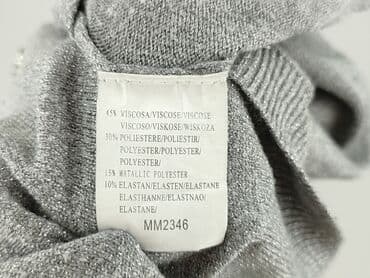 45% VISCOSA/VISCOSE/VISCOSE
VISCOSO/VISKOSE/WISKOZA
30% POLIESTERE/POLIESTIR/
POLYESTER/POLYESTER/
POLYESTER/
15% METALLIC POLYESTER
10% ELASTAN/ELASTEN/ELASTANE
ELASTHANNE/ELASTNAO/
ELASTANE/
MM2346